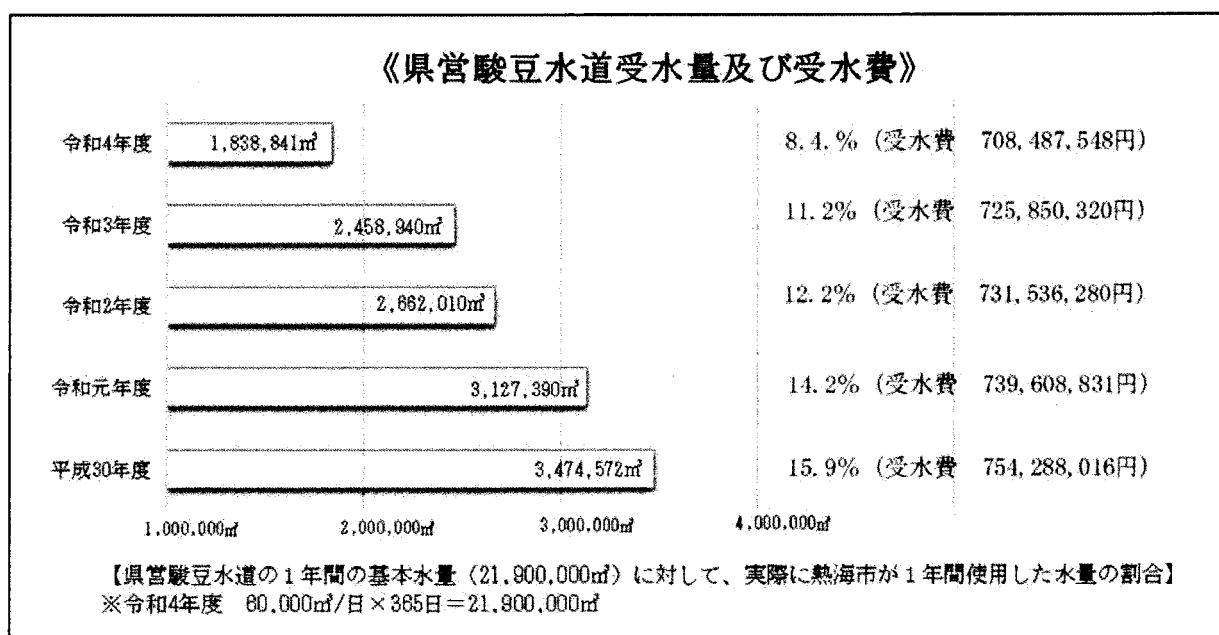 《県営駿豆水道受水量及び受水費》
令和4年度 1,838,841㎥ 8.4.% (受水費 708,487,548円)
令和3年度 2,458,940㎥ 11.2% (受水費 725,850,320円)
令和2年度 2,662,010㎥ 12.2% (受水費 731,536,280円)
令和元年度 3,127,390㎥ 14.2% (受水費 739,608,831円)
平成30年度 3,474,572㎥ 15.9% (受水費 754,288,016円)
1,000,000㎥ 2,000,000㎥ 3,000,000㎥ 4,000,000㎥
【県営駿豆水道の1年間の基本水量（21,900,000㎥）に対して、実際に熱海市が1年間使用した水量の割合】
※令和4年度 60,000㎥/日×365日＝21,900,000㎥